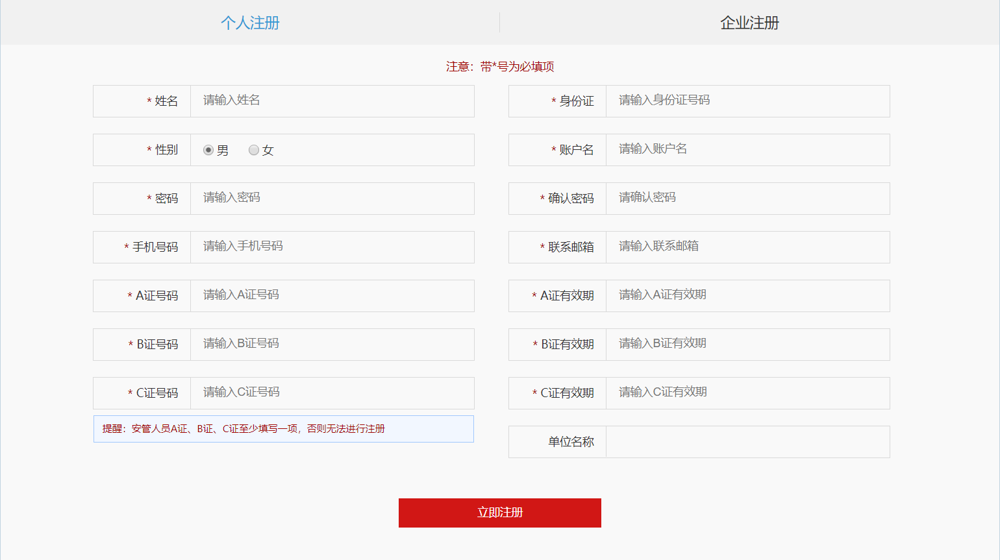 个人注册 企业注册
注意：带*号为必填项
* 姓名 请输入姓名 * 身份证 请输入身份证号码
* 性别 男 女 * 账户名 请输入账户名
* 密码 请输入密码 * 确认密码 请确认密码
* 手机号码 请输入手机号码 * 联系邮箱 请输入联系邮箱
* A证号码 请输入A证号码 * A证有效期 请输入A证有效期
* B证号码 请输入B证号码 * B证有效期 请输入B证有效期
* C证号码 请输入C证号码 * C证有效期 请输入C证有效期
提醒：安管人员A证、B证、C证至少填写一项，否则无法进行注册
单位名称
立即注册